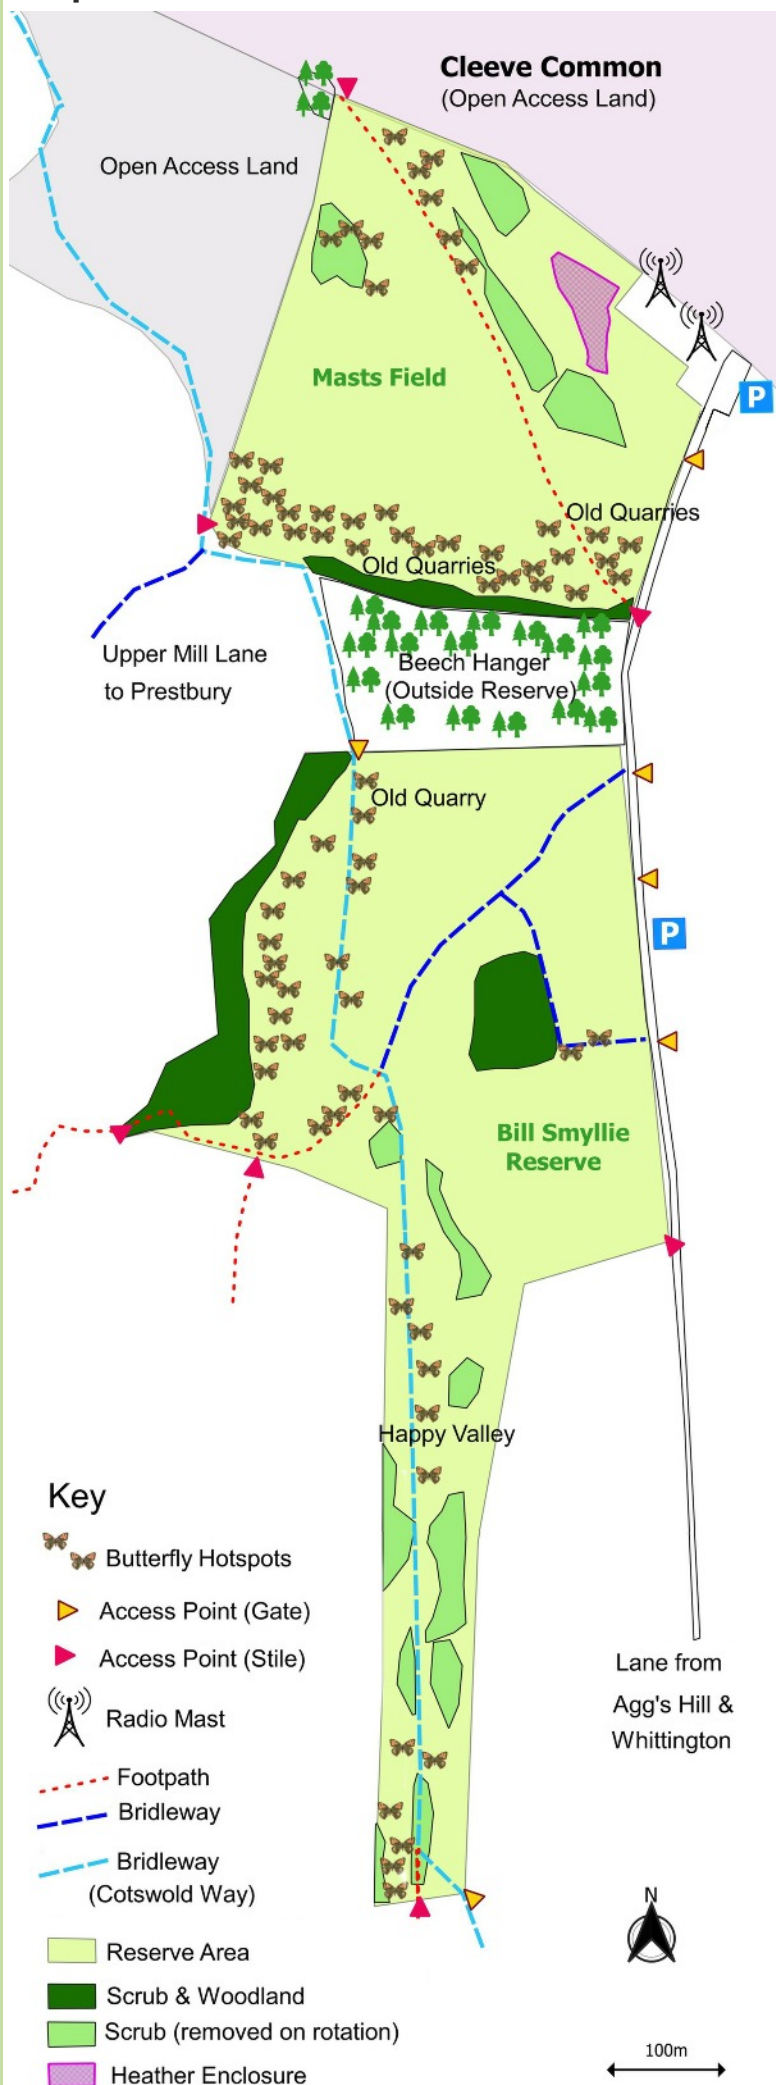 Cleeve Common
(Open Access Land)
Open Access Land
Masts Field
P
Old Quarries
Old Quarries
Upper Mill Lane
to Prestbury
Beech Hanger
(Outside Reserve)
Old Quarry
P
Bill Smyllie
Reserve
Happy Valley
Key
Butterfly Hotspots
Access Point (Gate)
Access Point (Stile)
Radio Mast
Footpath
Bridleway
Bridleway
(Cotswold Way)
Reserve Area
Scrub & Woodland
Scrub (removed on rotation)
Heather Enclosure
Lane from
Agg's Hill &
Whittington
N
100m